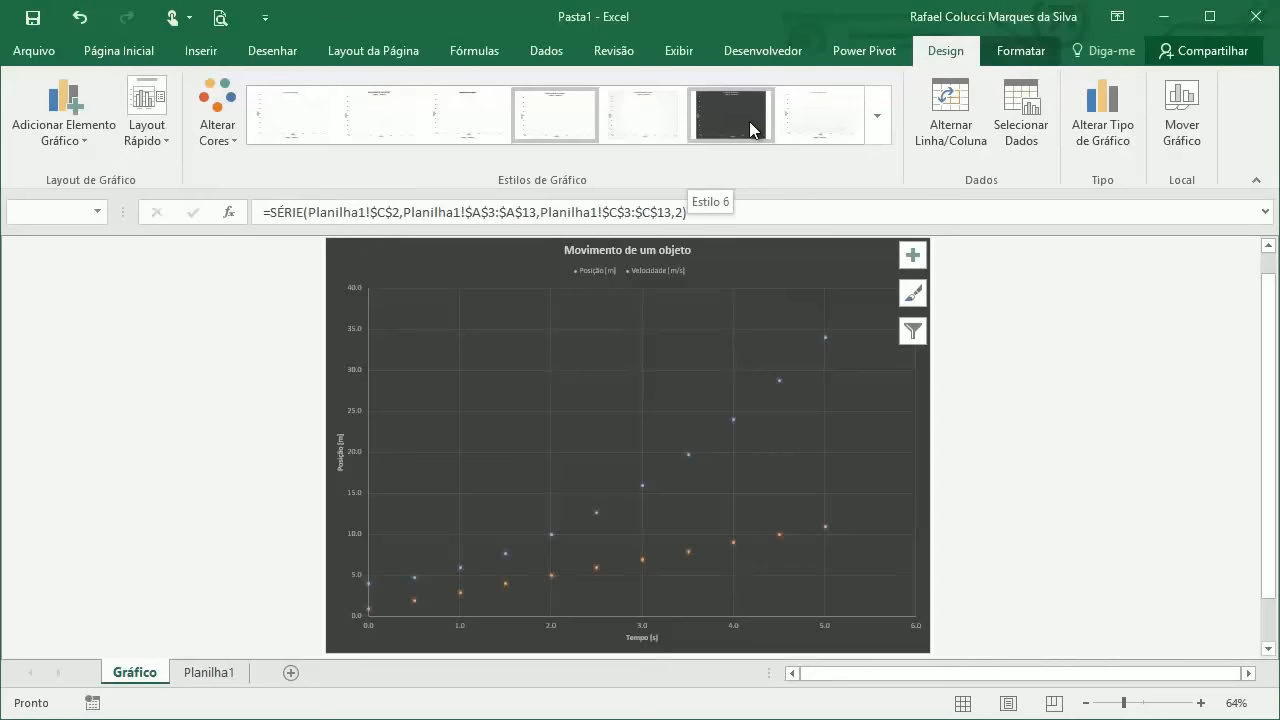 Pasta1 - Excel
Rafael Colucci Marques da Silva
Arquivo
Página Inicial
Inserir
Desenhar
Layout da Página
Fórmulas
Dados
Revisão
Exibir
Desenvolvedor
Power Pivot
Design
Formatar
Diga-me
Compartilhar
Adicionar Elemento
Gráfico
Layout
Rápido
Alterar
Cores
Alternar
Linha/Coluna
Selecionar
Dados
Alterar Tipo
de Gráfico
Mover
Gráfico
Layout de Gráfico
Estilos de Gráfico
Dados
Tipo
Local
Estilo 6
fx
=SÉRIE(Planilha1!$C$2,Planilha1!$A$3:$A$13,Planilha1!$C$3:$C$13,2)
Movimento de um objeto
Posição [m]
Velocidade [m/s]
40.0
35.0
30.0
25.0
20.0
15.0
10.0
5.0
0.0
Posição [m]
0.0
1.0
2.0
3.0
4.0
5.0
6.0
Tempo [s]
Gráfico
Planilha1
Pronto
64%